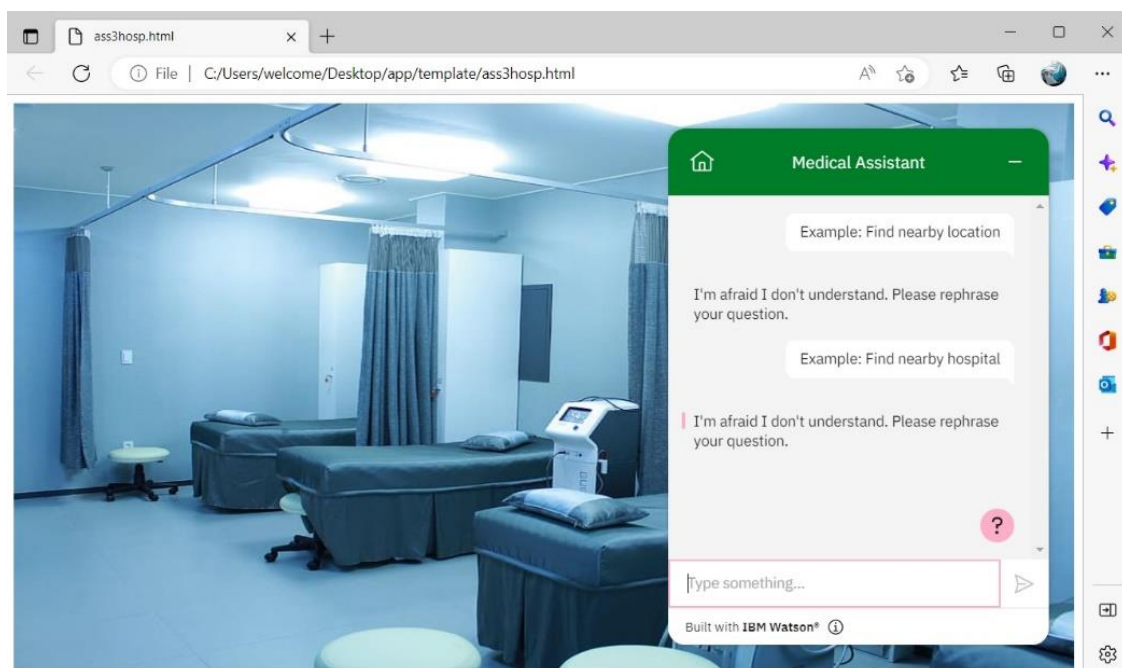 ass3hosp.html
File | C:/Users/welcome/Desktop/app/template/ass3hosp.html
Medical Assistant
Example: Find nearby location
I'm afraid I don't understand. Please rephrase
your question.
Example: Find nearby hospital
I'm afraid I don't understand. Please rephrase
your question.
?
Type something...
Built with IBM Watson®